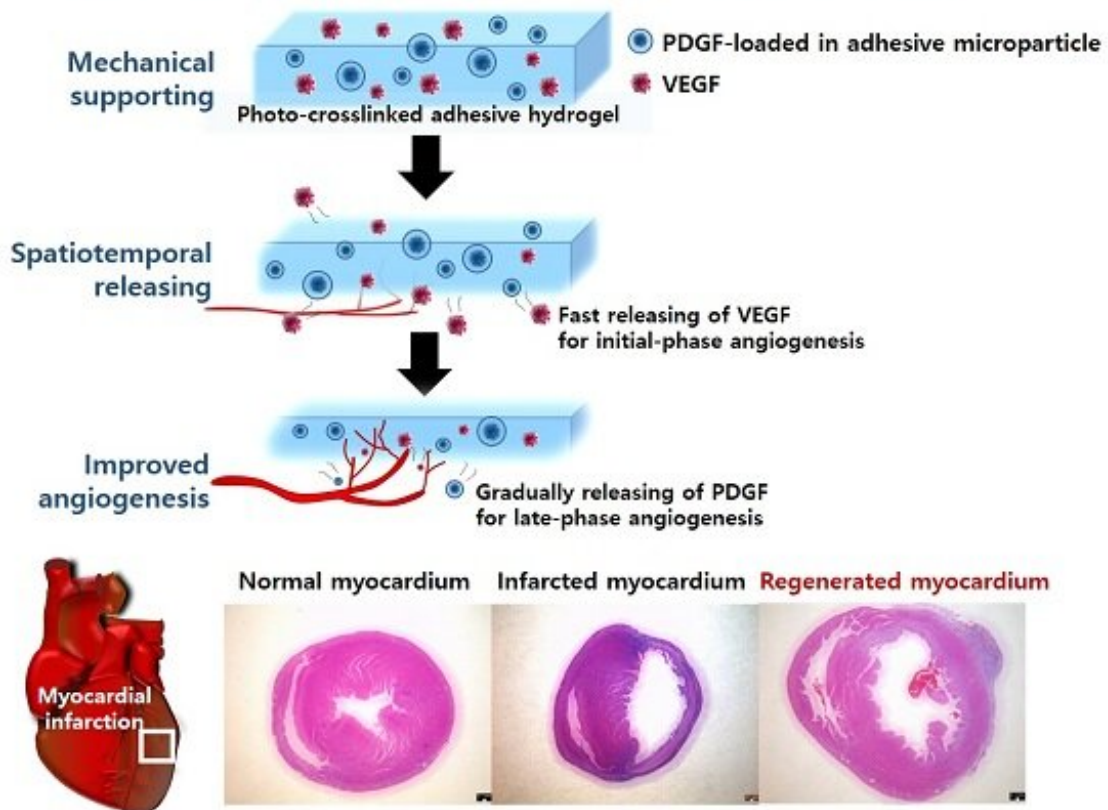 Mechanical
supporting
PDGF-loaded in adhesive microparticle
VEGF
Photo-crosslinked adhesive hydrogel
Spatiotemporal
releasing
Fast releasing of VEGF
for initial-phase angiogenesis
Improved
angiogenesis
Gradually releasing of PDGF
for late-phase angiogenesis
Normal myocardium
Infarcted myocardium
Regenerated myocardium
Myocardial
infarction